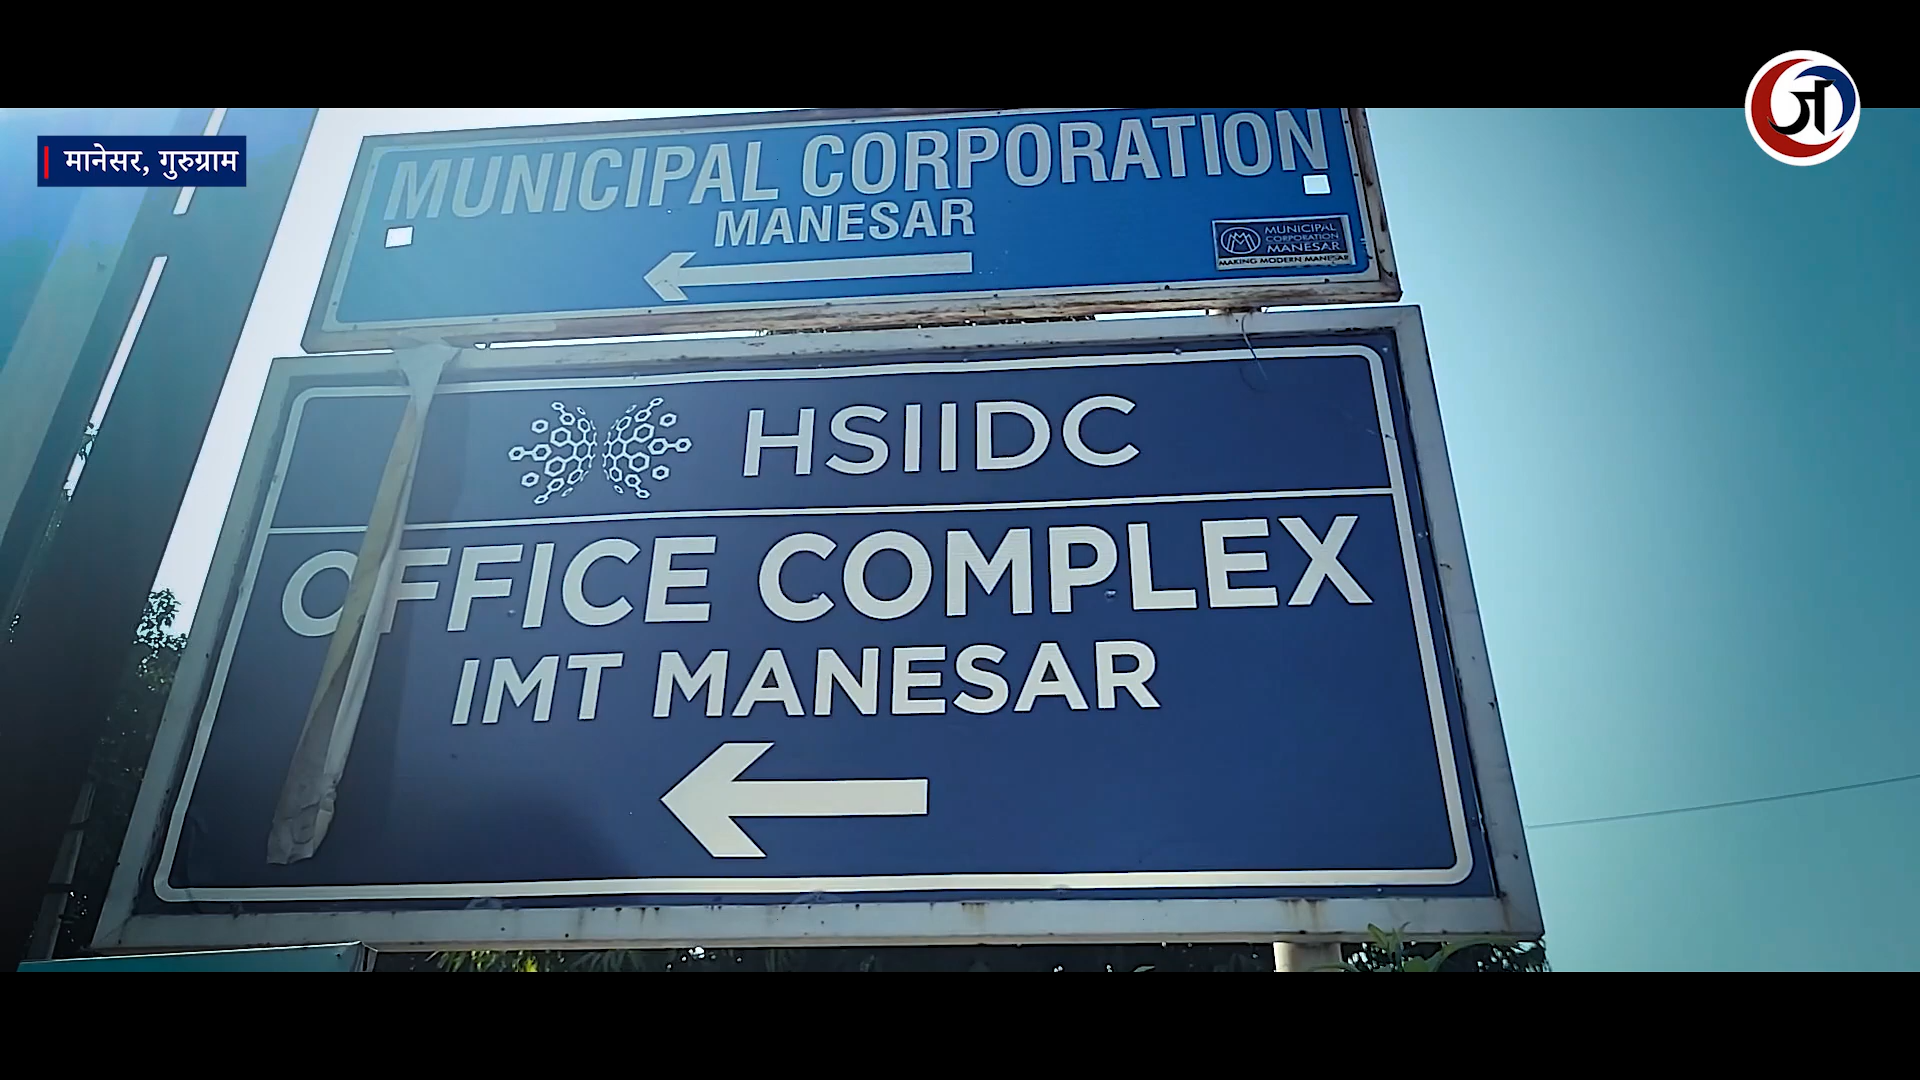 मानेसर, गुरुग्राम
ज
MUNICIPAL CORPORATION
MANESAR
MUNICIPAL
CORPORATION
MANESAR
MAKING MODERN MANESAR
HSIIDC
OFFICE COMPLEX
IMT MANESAR